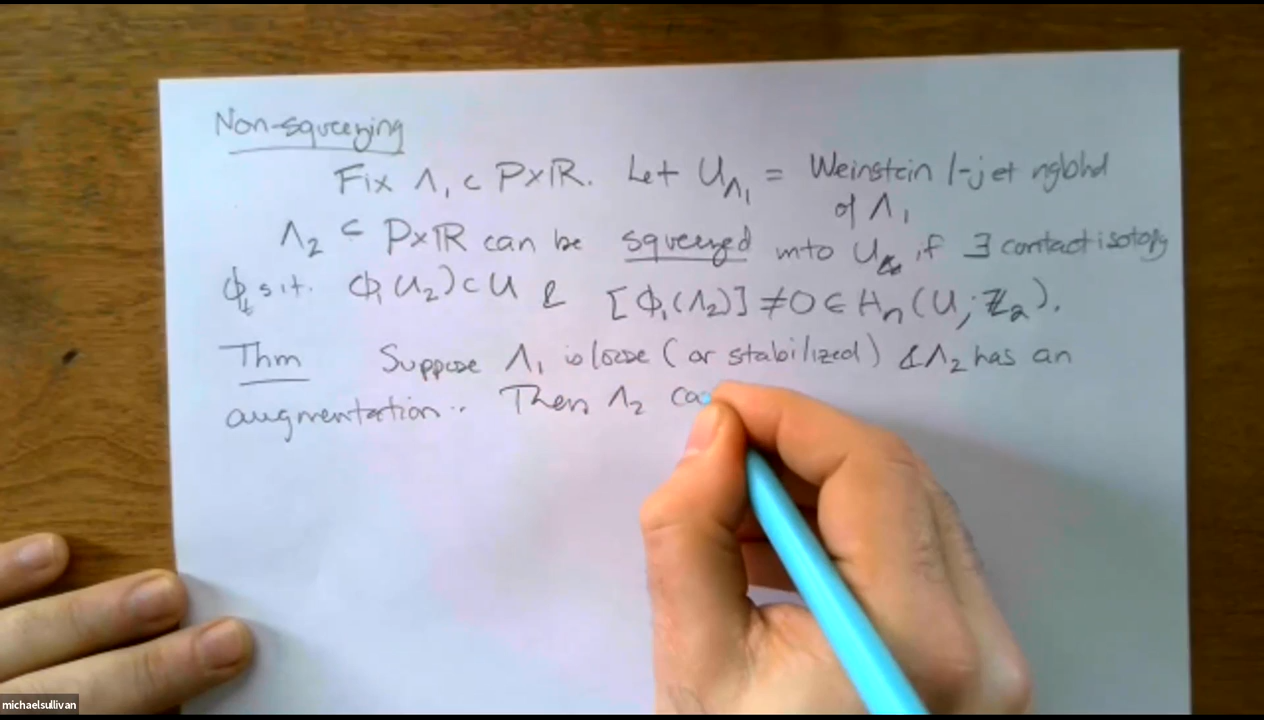 Non-squeezing
Fix Λ₁ ⊂ P×ℝ. Let U_Λ₁ = Weinstein 1-jet ngbhd
of Λ₁
Λ₂ ⊂ P×ℝ can be squeezed into U if ∃ contact isotopy
ϕₜ s.t. ϕ₁(U₂) ⊂ U & [ϕ₁(Λ₂)] ≠ 0 ∈ Hₙ(U; ℤ₂).
Thm Suppose Λ₁ is loose (or stabilized) & Λ₂ has an
augmentation. Then Λ₂ ca
michaelsullivan